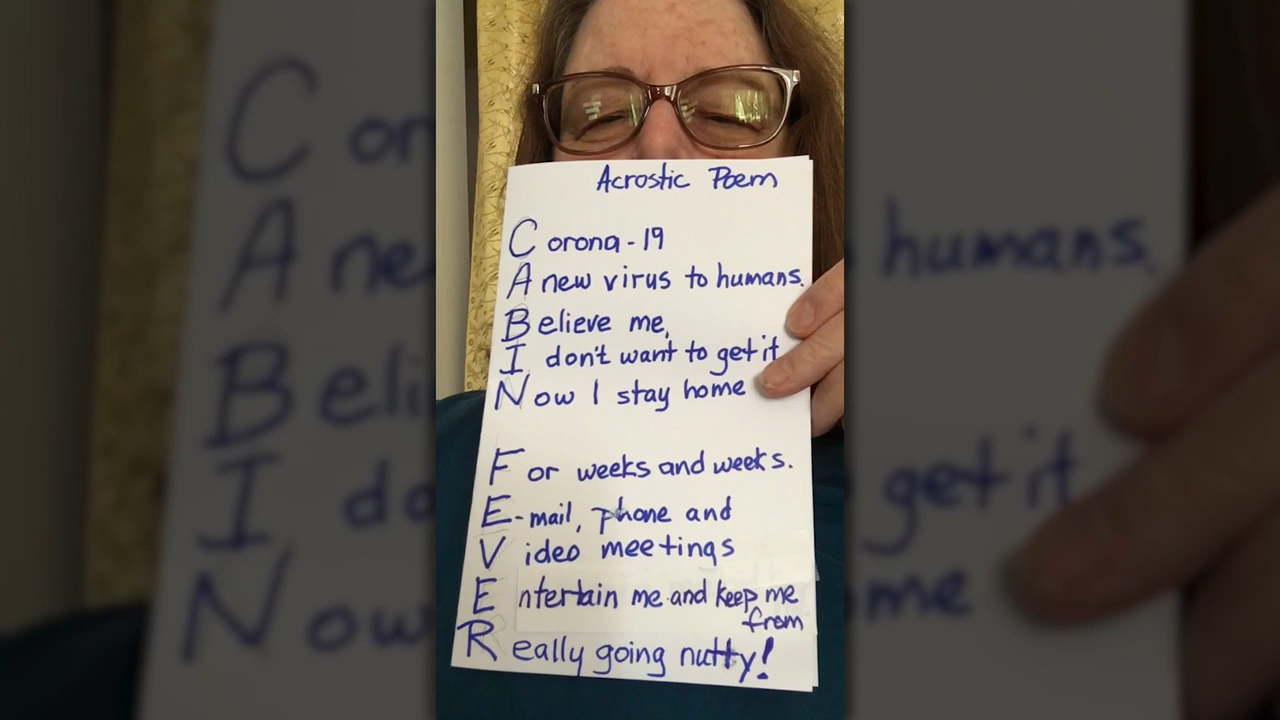 Acrostic Poem
Corona-19
A new virus to humans.
Believe me,
I don't want to get it
Now I stay home
For weeks and weeks.
E-mail, phone and
Video meetings
Entertain me and keep me
from
Really going nutty!